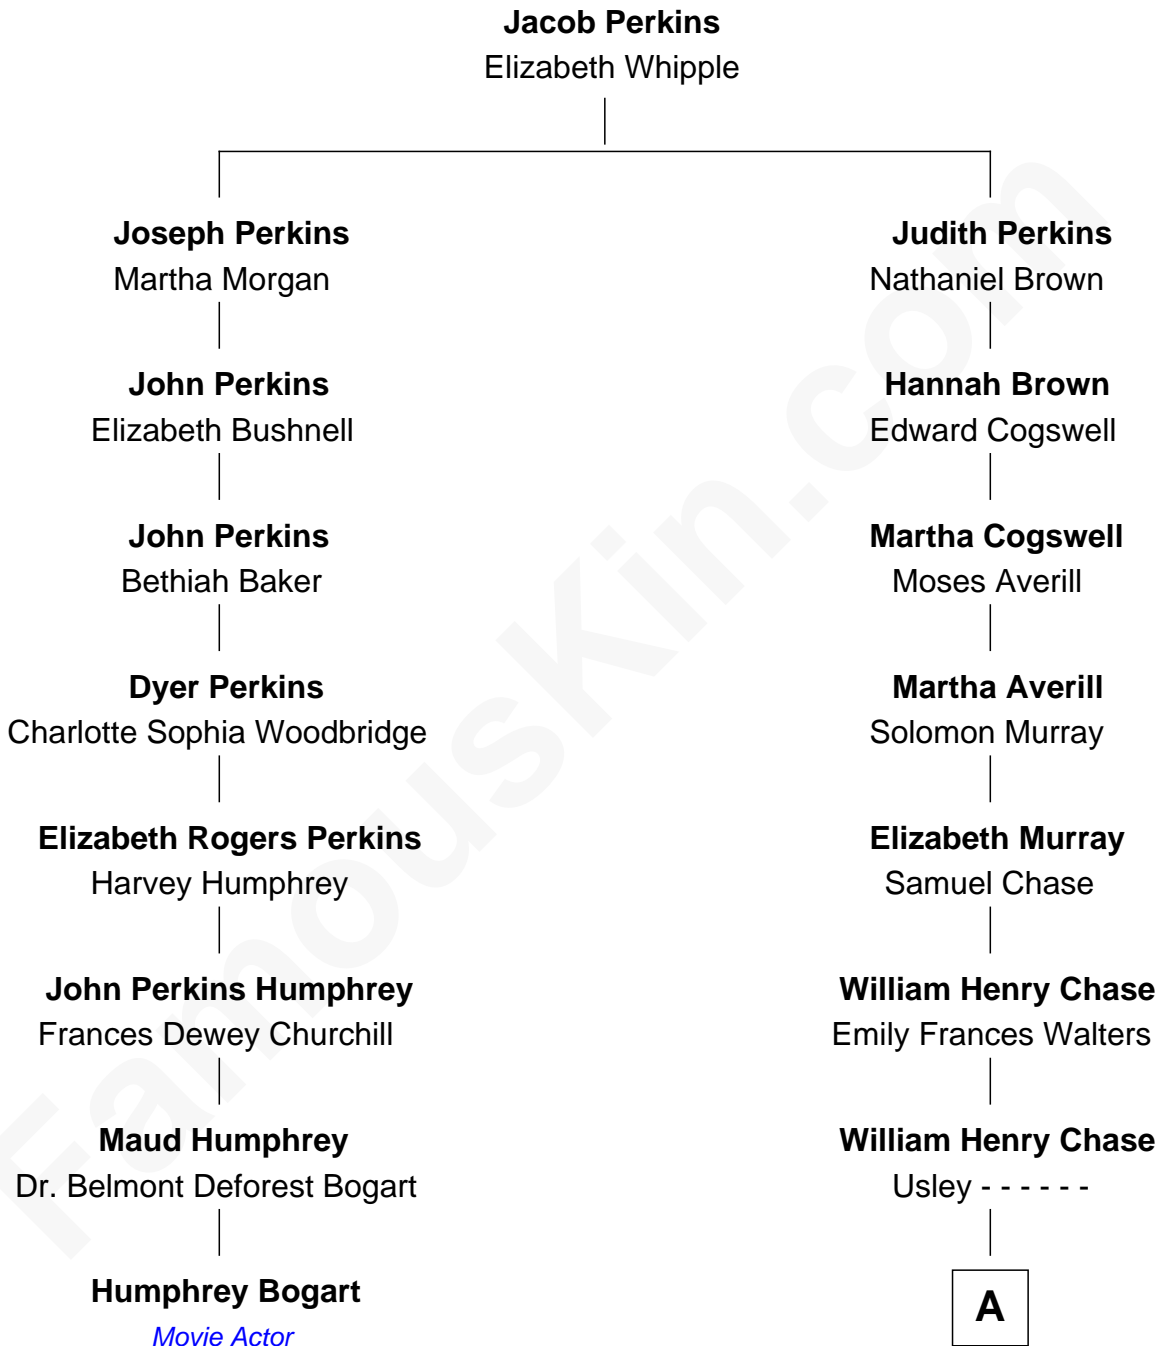 Jacob Perkins
Elizabeth Whipple
Joseph Perkins
Martha Morgan
Judith Perkins
Nathaniel Brown
John Perkins
Elizabeth Bushnell
Hannah Brown
Edward Cogswell
John Perkins
Bethiah Baker
Martha Cogswell
Moses Averill
Dyer Perkins
Charlotte Sophia Woodbridge
Martha Averill
Solomon Murray
Elizabeth Rogers Perkins
Harvey Humphrey
Elizabeth Murray
Samuel Chase
John Perkins Humphrey
Frances Dewey Churchill
William Henry Chase
Emily Frances Walters
Maud Humphrey
Dr. Belmont Deforest Bogart
William Henry Chase
Usley - - - - - -
Humphrey Bogart
Movie Actor
A
FamousKin.com